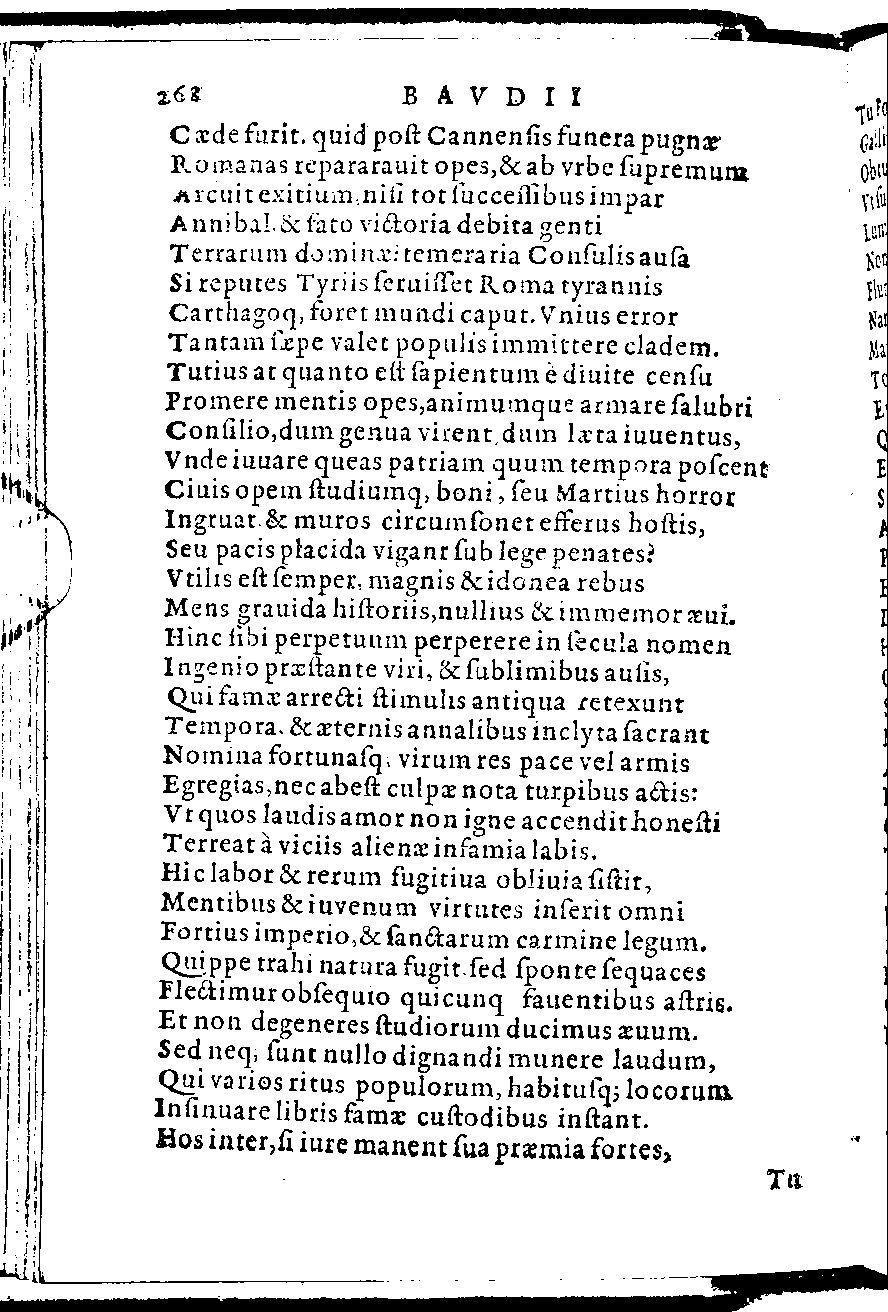 268 BAVDII
Cæde furit. quid poſt Cannenſis funera pugnæ
Romanas repararauit opes,& ab vrbe ſupremum
Arcuit exitium, niſi tot ſucceſſibus impar
Annibal. & fato victoria debita genti
Terrarum dominæ: temeraria Conſulis auſa
Si reputes Tyriis ſeruiſſet Roma tyrannis
Carthagoq, foret mundi caput. Vnius error
Tantam ſæpe valet populis immittere cladem.
Tutius at quanto eſt ſapientum è diuite cenſu
Promere mentis opes,animumque armare ſalubri
Conſilio,dum genua virent, dum læta iuuentus,
Vnde iuuare queas patriam quum tempora poſcent
Ciuis opem ſtudiumq, boni, ſeu Martius horror
Ingruat. & muros circumſonet efferus hoſtis,
Seu pacis placida vigant ſub lege penates?
Vtilis eſt ſemper, magnis & idonea rebus
Mens grauida hiſtoriis,nullius & immemor æui.
Hinc ſibi perpetuum perperere in ſecula nomen
Ingenio præſtante viri, & ſublimibus auſis,
Qui famæ arrecti ſtimulis antiqua retexunt
Tempora. & æternis annalibus inclyta ſacrant
Nomina fortunaſq, virum res pace vel armis
Egregias,nec abeſt culpæ nota turpibus actis:
Vt quos laudis amor non igne accendit honeſti
Terreat à viciis alienæ infamia labis.
Hic labor & rerum fugitiua obliuia ſiſtit,
Mentibus & iuvenum virtutes inſerit omni
Fortius imperio,& ſanctarum carmine legum.
Quippe trahi natura fugit. ſed ſponte ſequaces
Flectimur obſequio quicunq fauentibus aſtris.
Et non degeneres ſtudiorum ducimus æuum.
Sed neq, ſunt nullo dignandi munere laudum,
Qui varios ritus populorum, habituſq; locorum
Inſinuare libris famæ cuſtodibus inſtant.
Hos inter,ſi iure manent ſua præmia fortes,
Tu